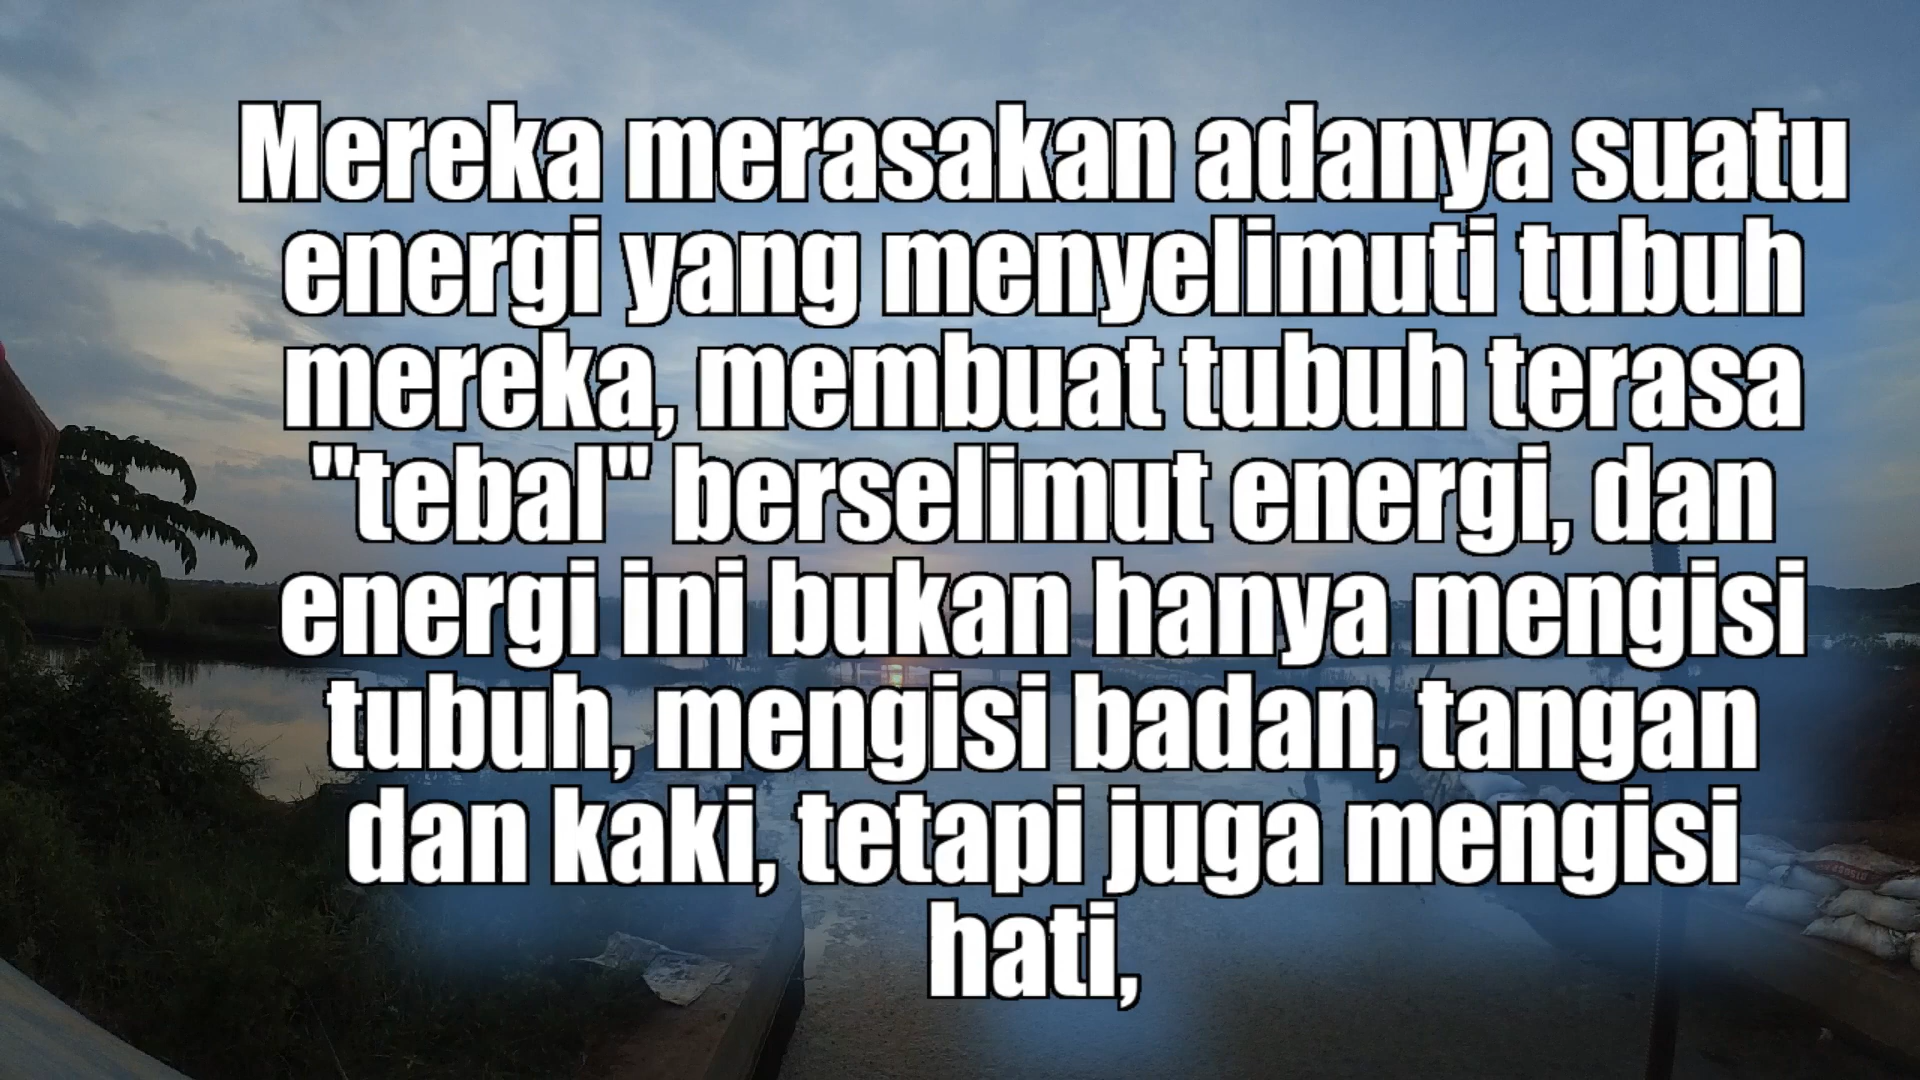 Mereka merasakan adanya suatu
energi yang menyelimuti tubuh
mereka, membuat tubuh terasa
"tebal" berselimut energi, dan
energi ini bukan hanya mengisi
tubuh, mengisi badan, tangan
dan kaki, tetapi juga mengisi
hati,